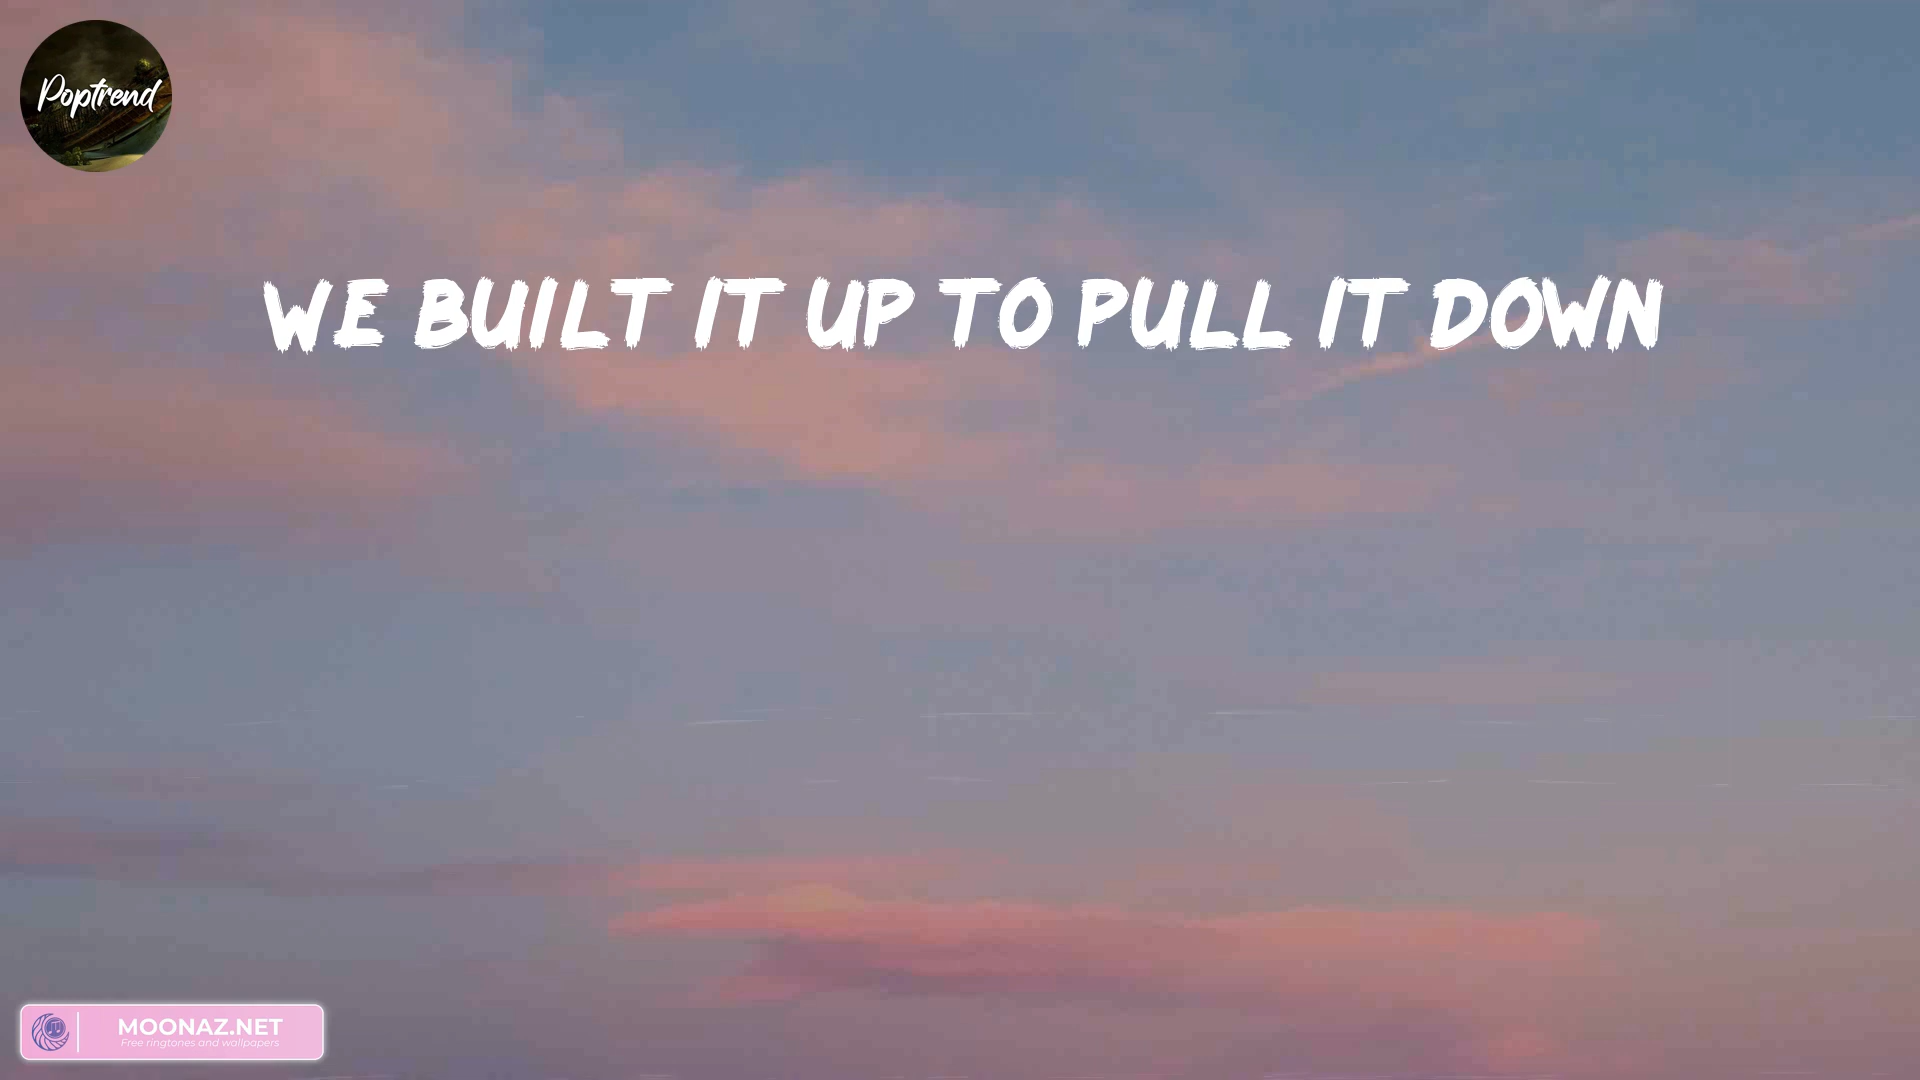 Poptrend
WE BUILT IT UP TO PULL IT DOWN
MOONAZ.NET
Free ringtones and wallpapers